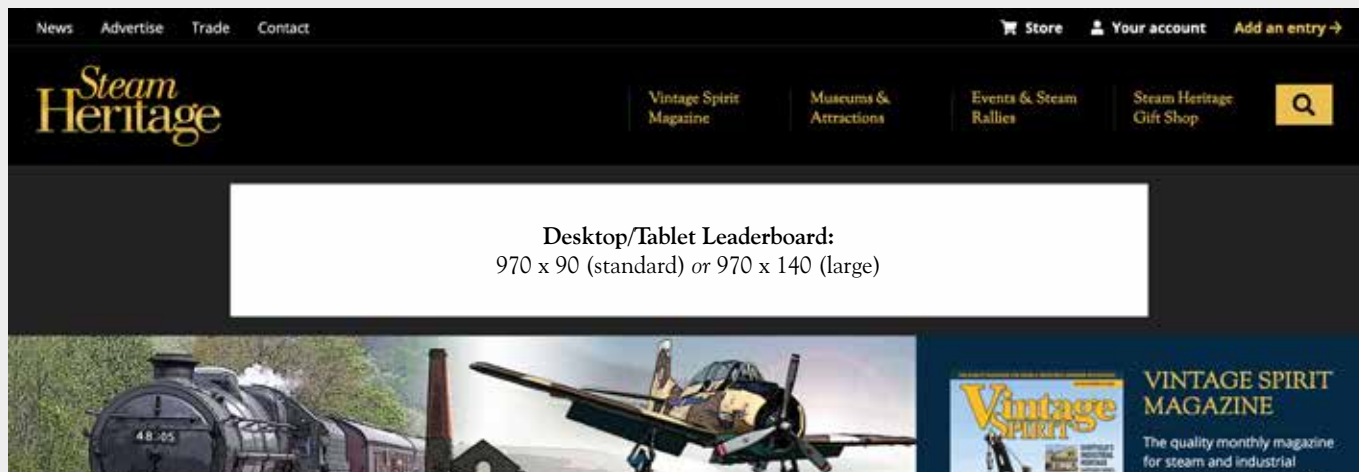 News Advertise Trade Contact
Store Your account Add an entry →
Steam
Heritage
Vintage Spirit
Magazine
Museums &
Attractions
Events & Steam
Rallies
Steam Heritage
Gift Shop
Desktop/Tablet Leaderboard:
970 x 90 (standard) or 970 x 140 (large)
Vintage
SPIRIT
VINTAGE SPIRIT
MAGAZINE
The quality monthly magazine
for steam and industrial